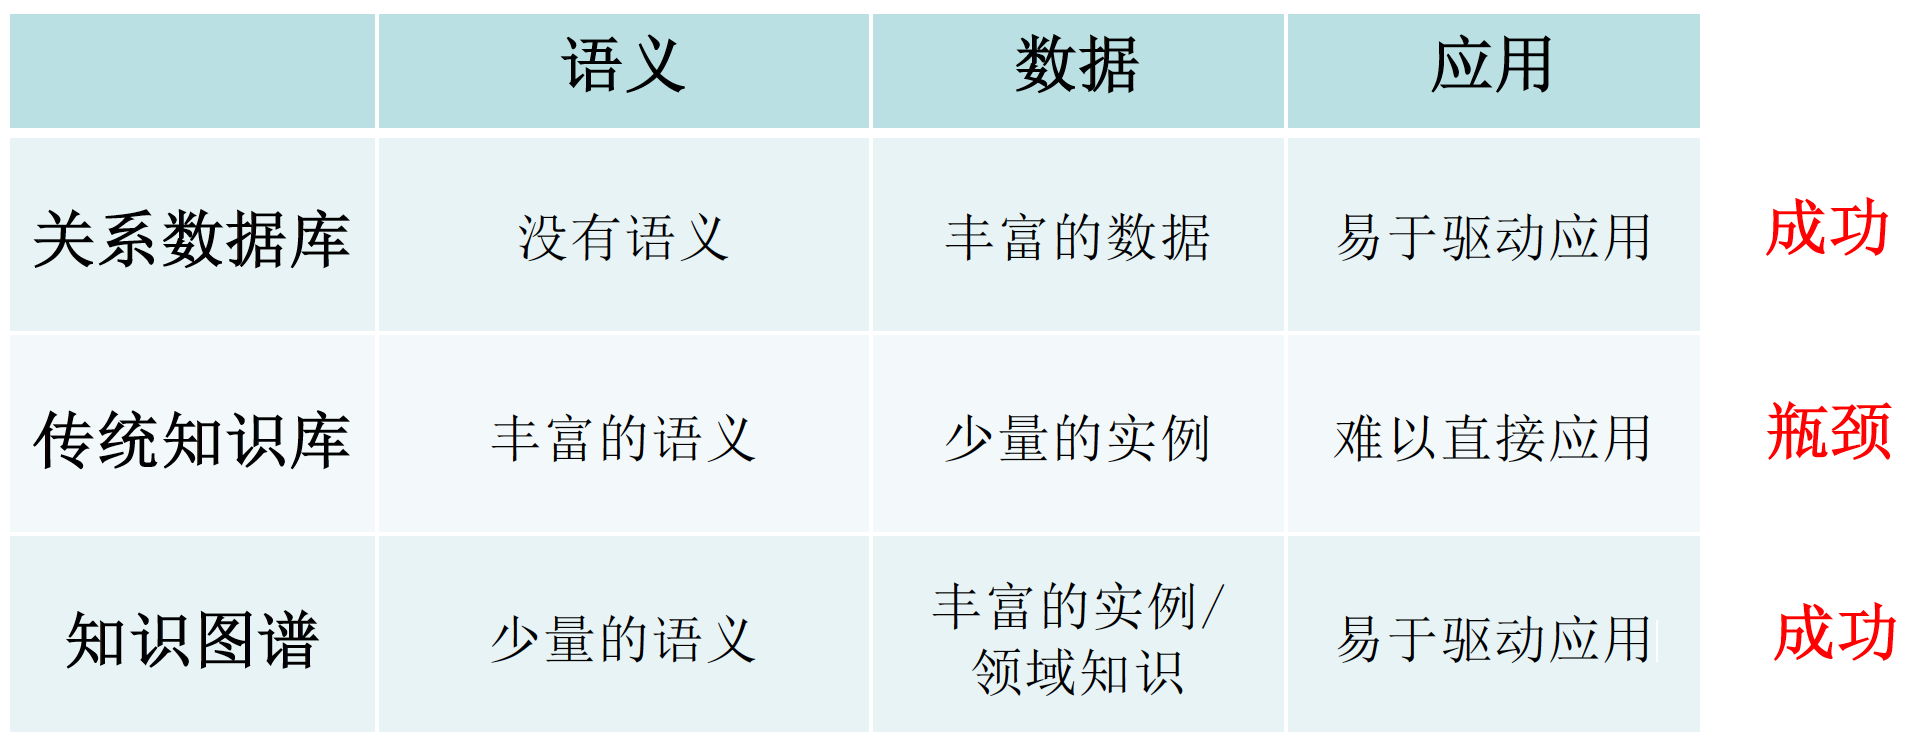 语义 数据 应用
关系数据库 没有语义 丰富的数据 易于驱动应用 成功
传统知识库 丰富的语义 少量的实例 难以直接应用 瓶颈
知识图谱 少量的语义 丰富的实例/
领域知识 易于驱动应用 成功